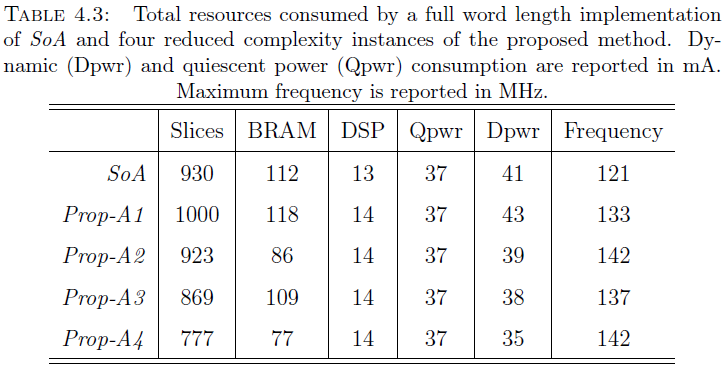 TABLE 4.3: Total resources consumed by a full word length implementation
of SoA and four reduced complexity instances of the proposed method. Dy-
namic (Dpwr) and quiescent power (Qpwr) consumption are reported in mA.
Maximum frequency is reported in MHz.
Slices BRAM DSP Qpwr Dpwr Frequency
SoA 930 112 13 37 41 121
Prop-A1 1000 118 14 37 43 133
Prop-A2 923 86 14 37 39 142
Prop-A3 869 109 14 37 38 137
Prop-A4 777 77 14 37 35 142